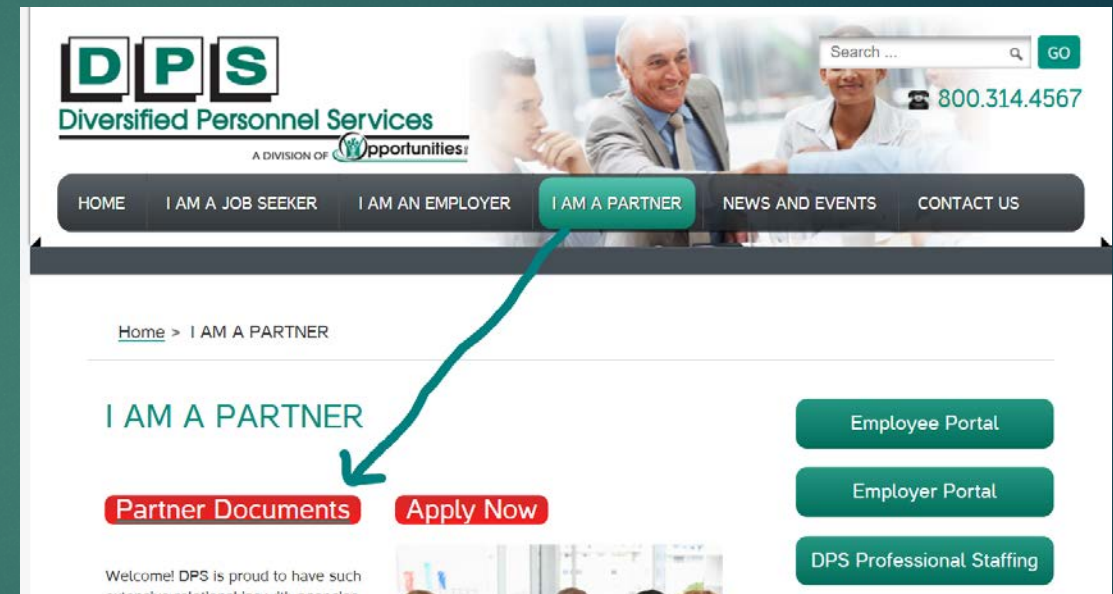 DPS
Diversified Personnel Services
A DIVISION OF Opportunities
Search ...
GO
800.314.4567
HOME I AM A JOB SEEKER I AM AN EMPLOYER I AM A PARTNER NEWS AND EVENTS CONTACT US
Home > I AM A PARTNER
I AM A PARTNER
Partner Documents Apply Now
Employee Portal
Employer Portal
DPS Professional Staffing
Welcome! DPS is proud to have such